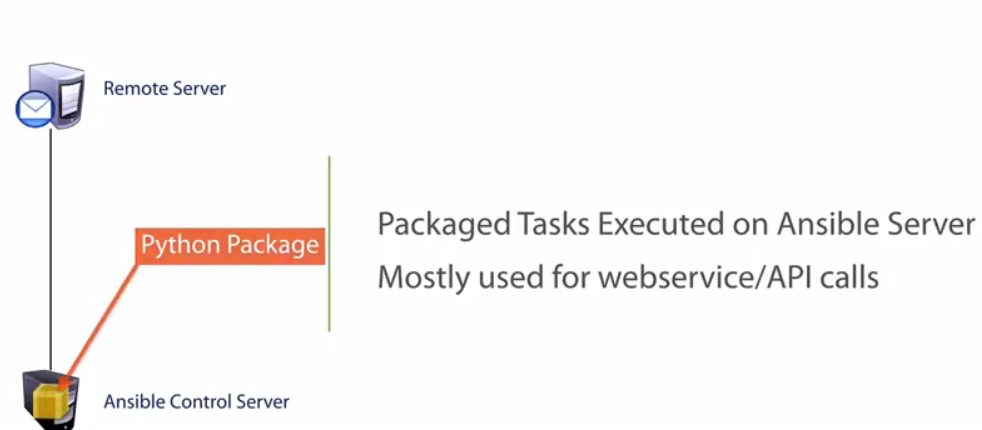 Remote Server
Python Package
Packaged Tasks Executed on Ansible Server
Mostly used for webservice/API calls
Ansible Control Server